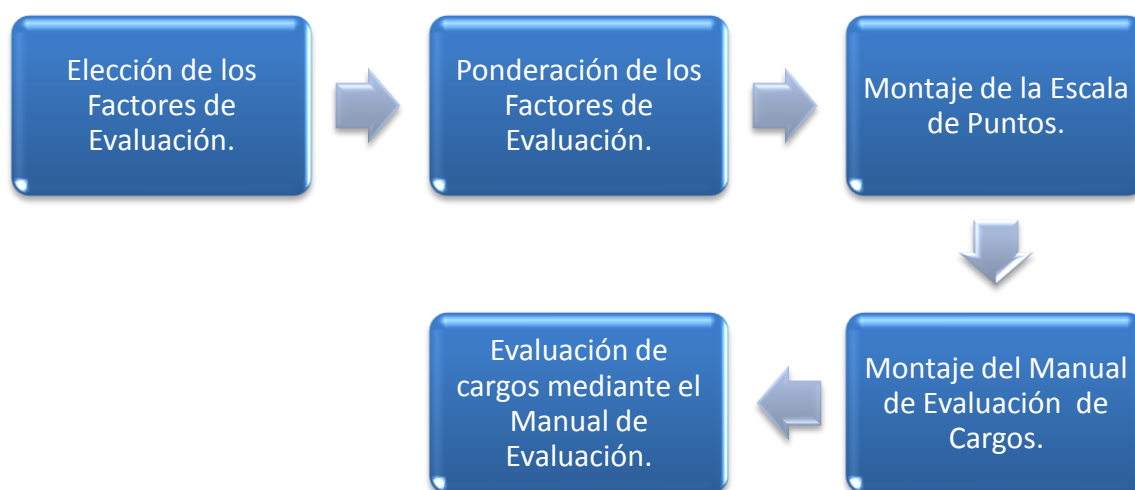 Elección de los
Factores de
Evaluación.
Ponderación de los
Factores de
Evaluación.
Montaje de la Escala
de Puntos.
Montaje del Manual
de Evaluación  de
Cargos.
Evaluación de
cargos mediante el
Manual de
Evaluación.